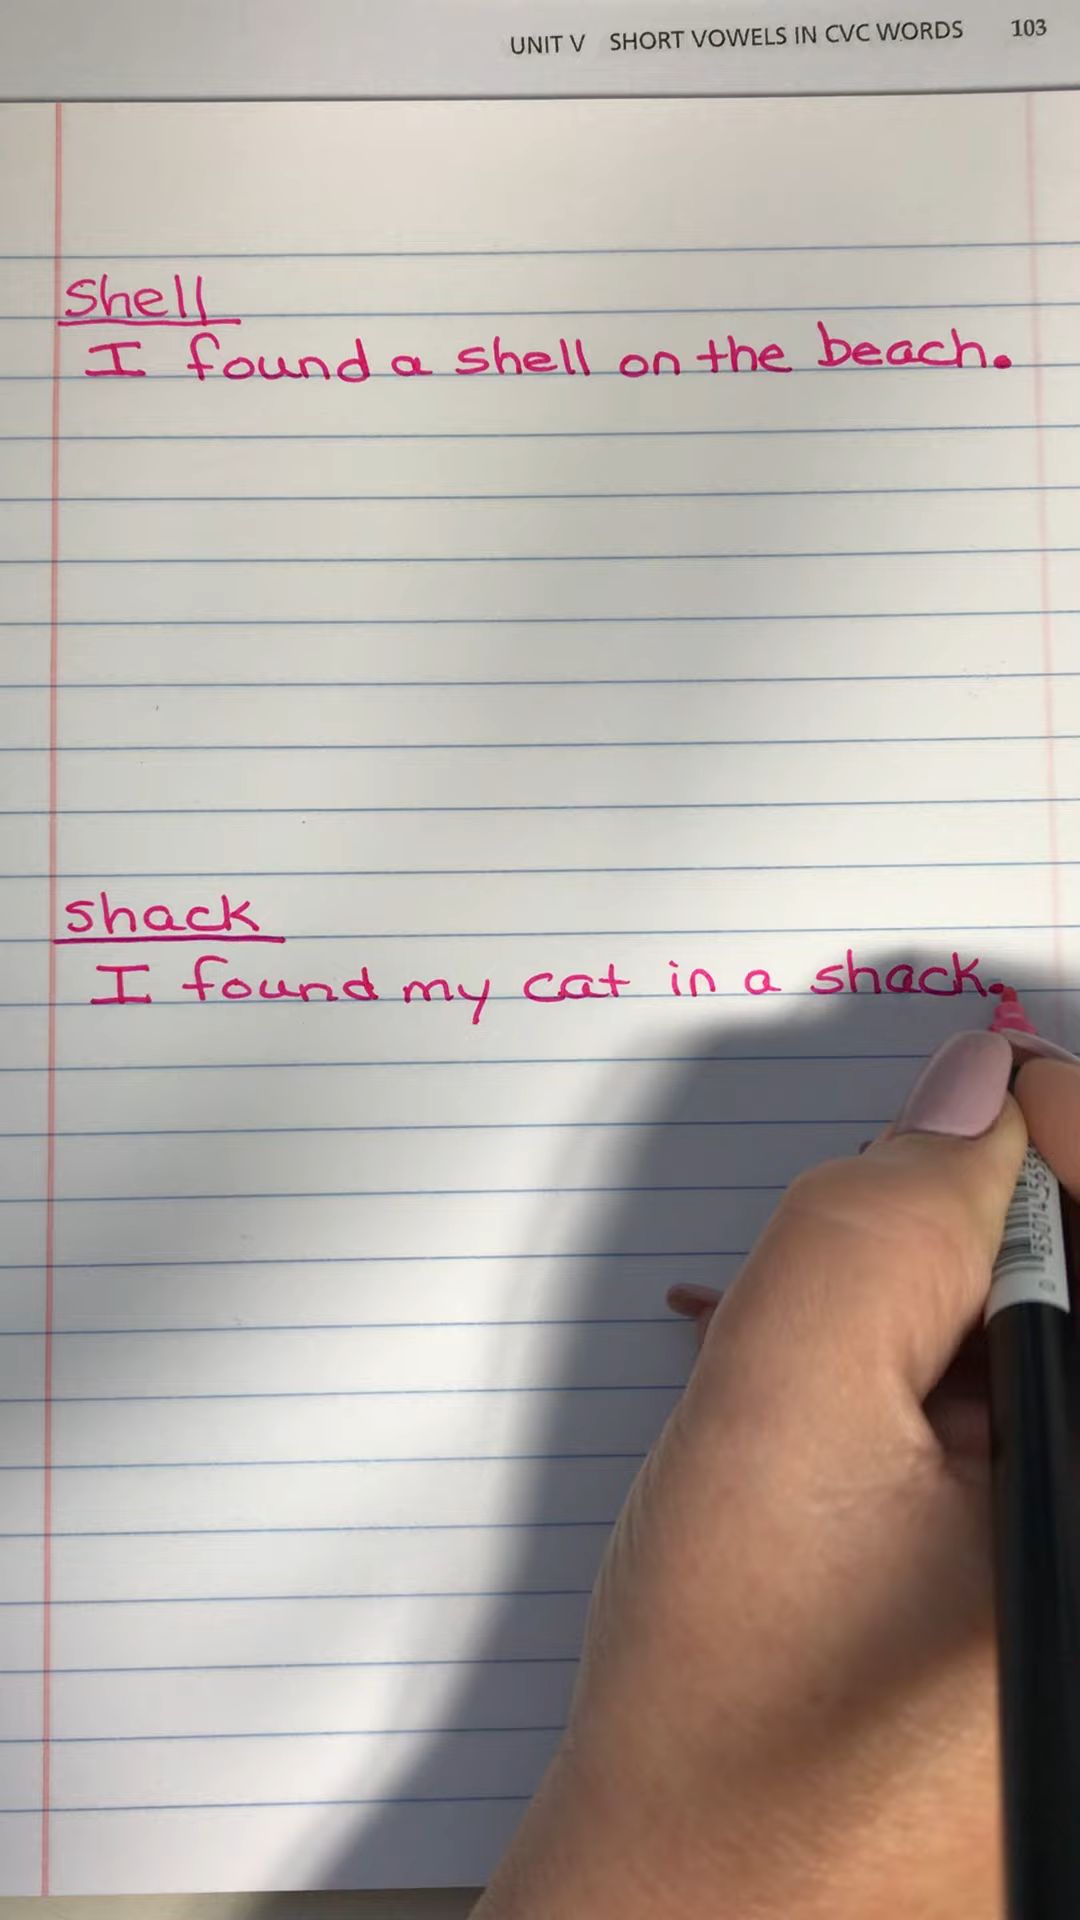 UNIT V SHORT VOWELS IN CVC WORDS 103
shell
I found a shell on the beach.
shack
I found my cat in a shack.